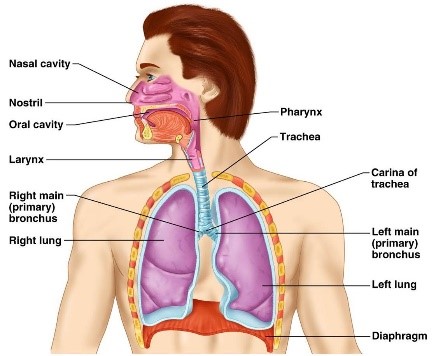 Nasal cavity
Nostril
Oral cavity
Larynx
Right main
(primary)
bronchus
Right lung
Pharynx
Trachea
Carina of
trachea
Left main
(primary)
bronchus
Left lung
Diaphragm